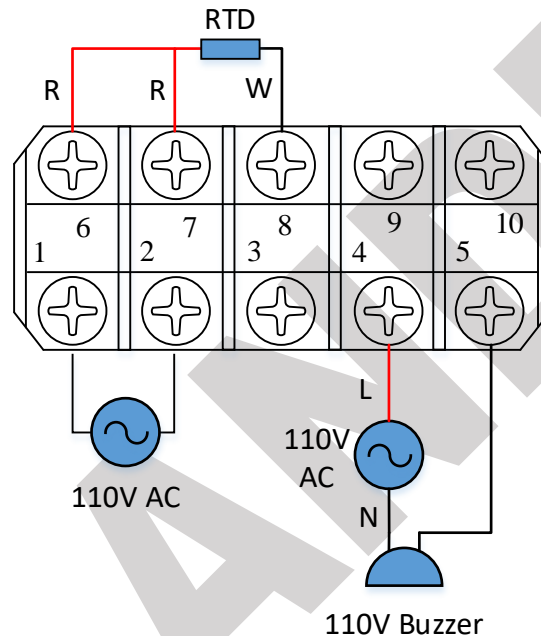 RTD
R R W
6 7 8 9 10
1 2 3 4 5
L
110V
AC
110V AC
N
110V Buzzer